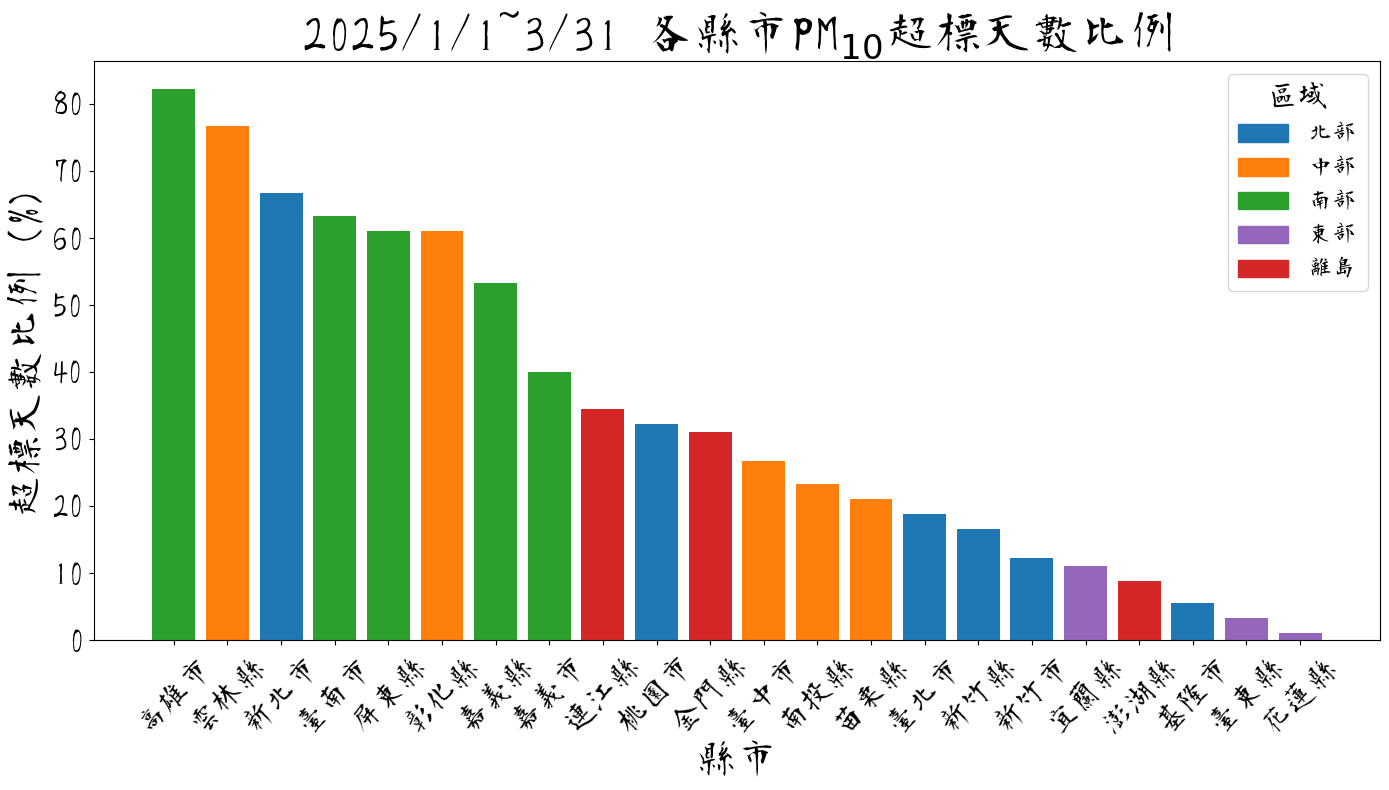 2025/1/1~3/31 各縣市PM₁₀超標天數比例
超標天數比例 (%)
80
70
60
50
40
30
20
10
0
區域
北部
中部
南部
東部
離島
高雄市
雲林縣
新北市
臺南市
屏東縣
彰化縣
嘉義縣
嘉義市
連江縣
桃園市
金門縣
臺中市
南投縣
苗栗縣
臺北市
新竹縣
新竹市
宜蘭縣
澎湖縣
基隆市
臺東縣
花蓮縣
縣市